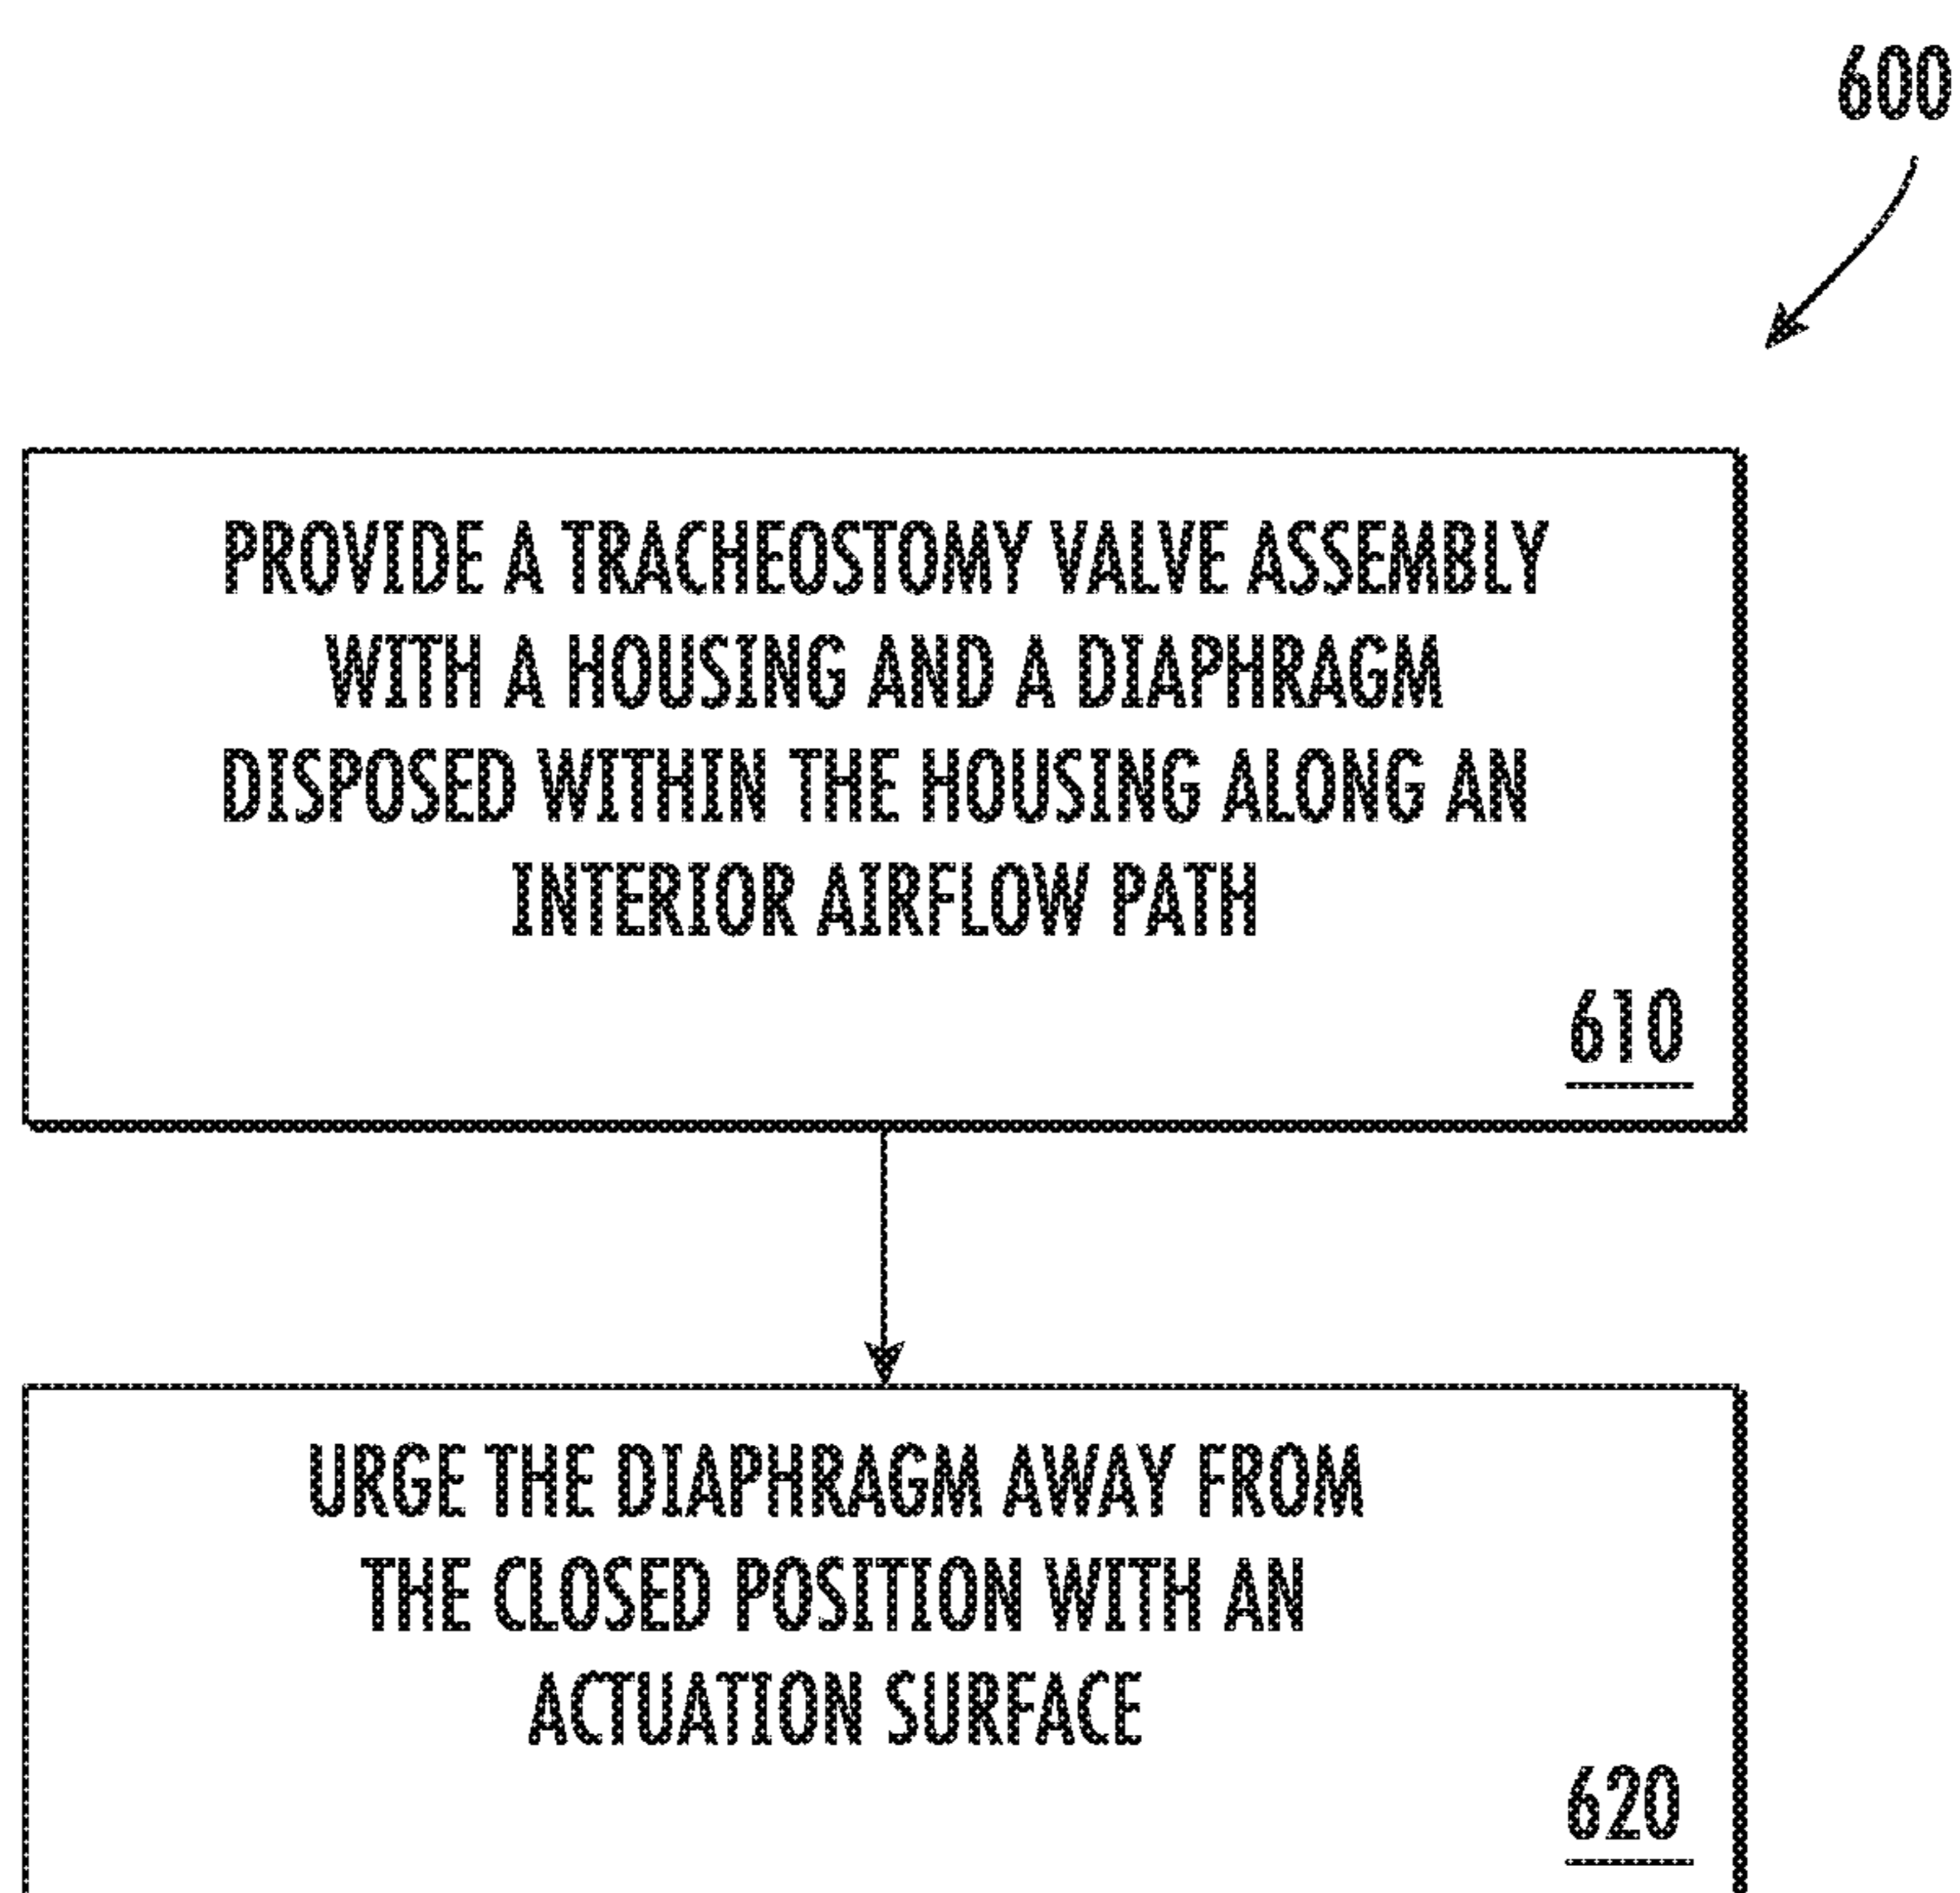 600
PROVIDE A TRACHEOSTOMY VALVE ASSEMBLY
WITH A HOUSING AND A DIAPHRAGM
DISPOSED WITHIN THE HOUSING ALONG AN
INTERIOR AIRFLOW PATH
610
URGE THE DIAPHRAGM AWAY FROM
THE CLOSED POSITION WITH AN
ACTUATION SURFACE
620